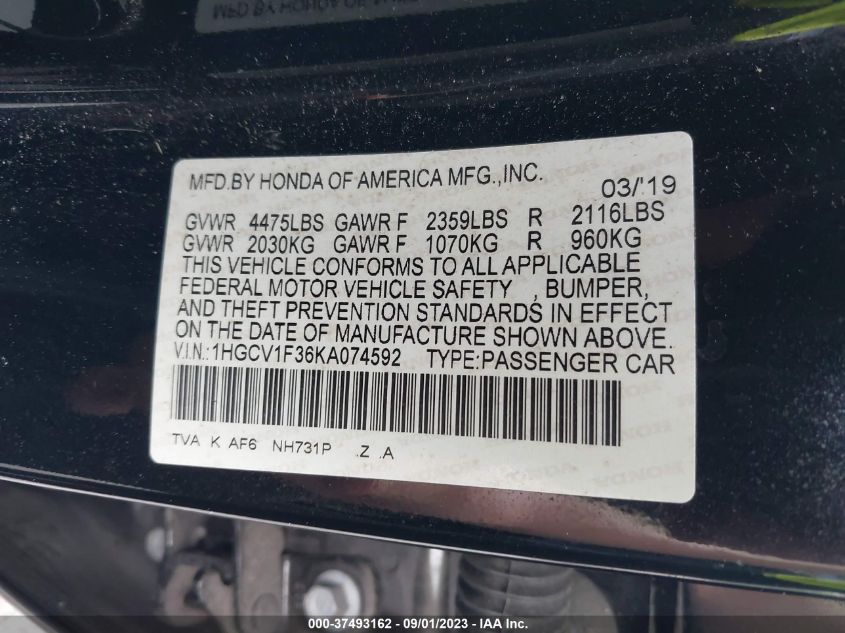 MFD.BY HONDA OF AMERICA MFG.,INC. 03/'19
GVWR 4475LBS GAWR F 2359LBS R 2116LBS
GVWR 2030KG GAWR F 1070KG R 960KG
THIS VEHICLE CONFORMS TO ALL APPLICABLE
FEDERAL MOTOR VEHICLE SAFETY , BUMPER,
AND THEFT PREVENTION STANDARDS IN EFFECT
ON THE DATE OF MANUFACTURE SHOWN ABOVE.
V.I.N.:1HGCV1F36KA074592 TYPE:PASSENGER CAR
TVA K AF6 NH731P .Z .A
000-37493162 - 09/01/2023 - IAA Inc.